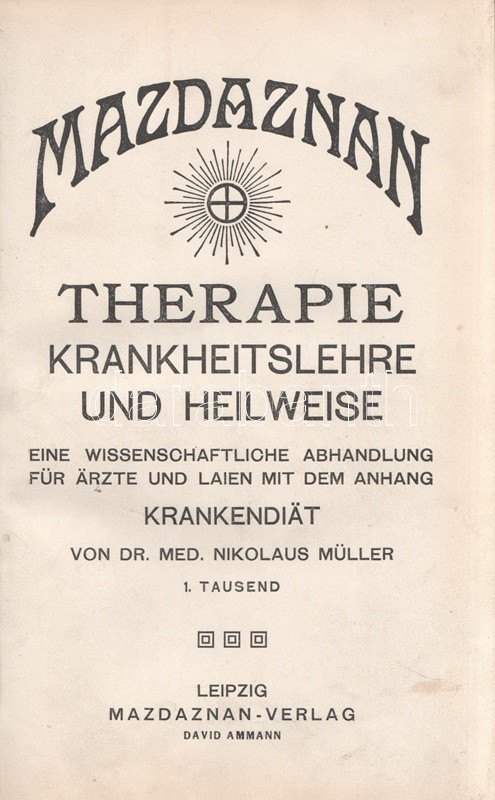 MAZDAZNAN
THERAPIE
KRANKHEITSLEHRE
UND HEILWEISE
EINE WISSENSCHAFTLICHE ABHANDLUNG
FÜR ÄRZTE UND LAIEN MIT DEM ANHANG
KRANKENDIÄT
VON DR. MED. NIKOLAUS MÜLLER
1. TAUSEND
LEIPZIG
MAZDAZNAN-VERLAG
DAVID AMMANN
darabanth